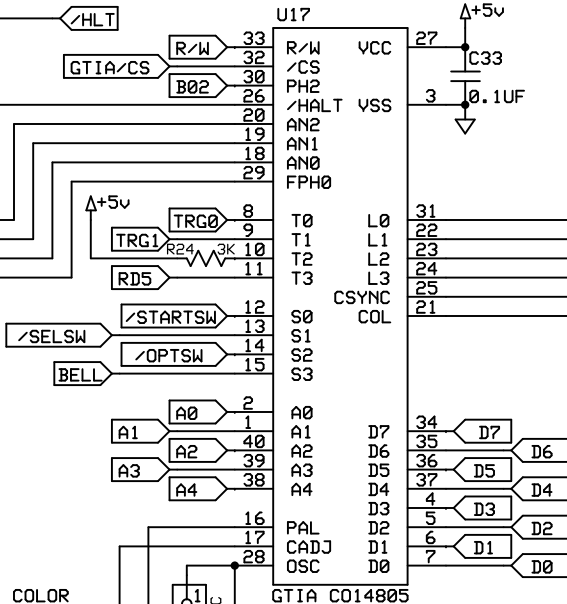 /HLT
U17
+5v
R/W 33 R/W VCC 27
GTIA/CS 32 /CS
C33
B02 30 PH2
26 /HALT VSS 3
0.1UF
20 AN2
19 AN1
18 AN0
29 FPH0
+5v
TRG0 8 T0 L0 31
TRG1 9 T1 L1 22
R24 3K 10 T2 L2 23
RD5 11 T3 L3 24
CSYNC 25
/STARTSW 12 S0 COL 21
/SELSW 13 S1
/OPTSW 14 S2
BELL 15 S3
A0 2 A0
A1 1 A1 D7 34 D7
A2 40 A2 D6 35 D6
A3 39 A3 D5 36 D5
A4 38 A4 D4 37 D4
D3 4 D3
16 PAL D2 5 D2
17 CADJ D1 6 D1
28 OSC D0 7 D0
COLOR
1
GTIA CO14805